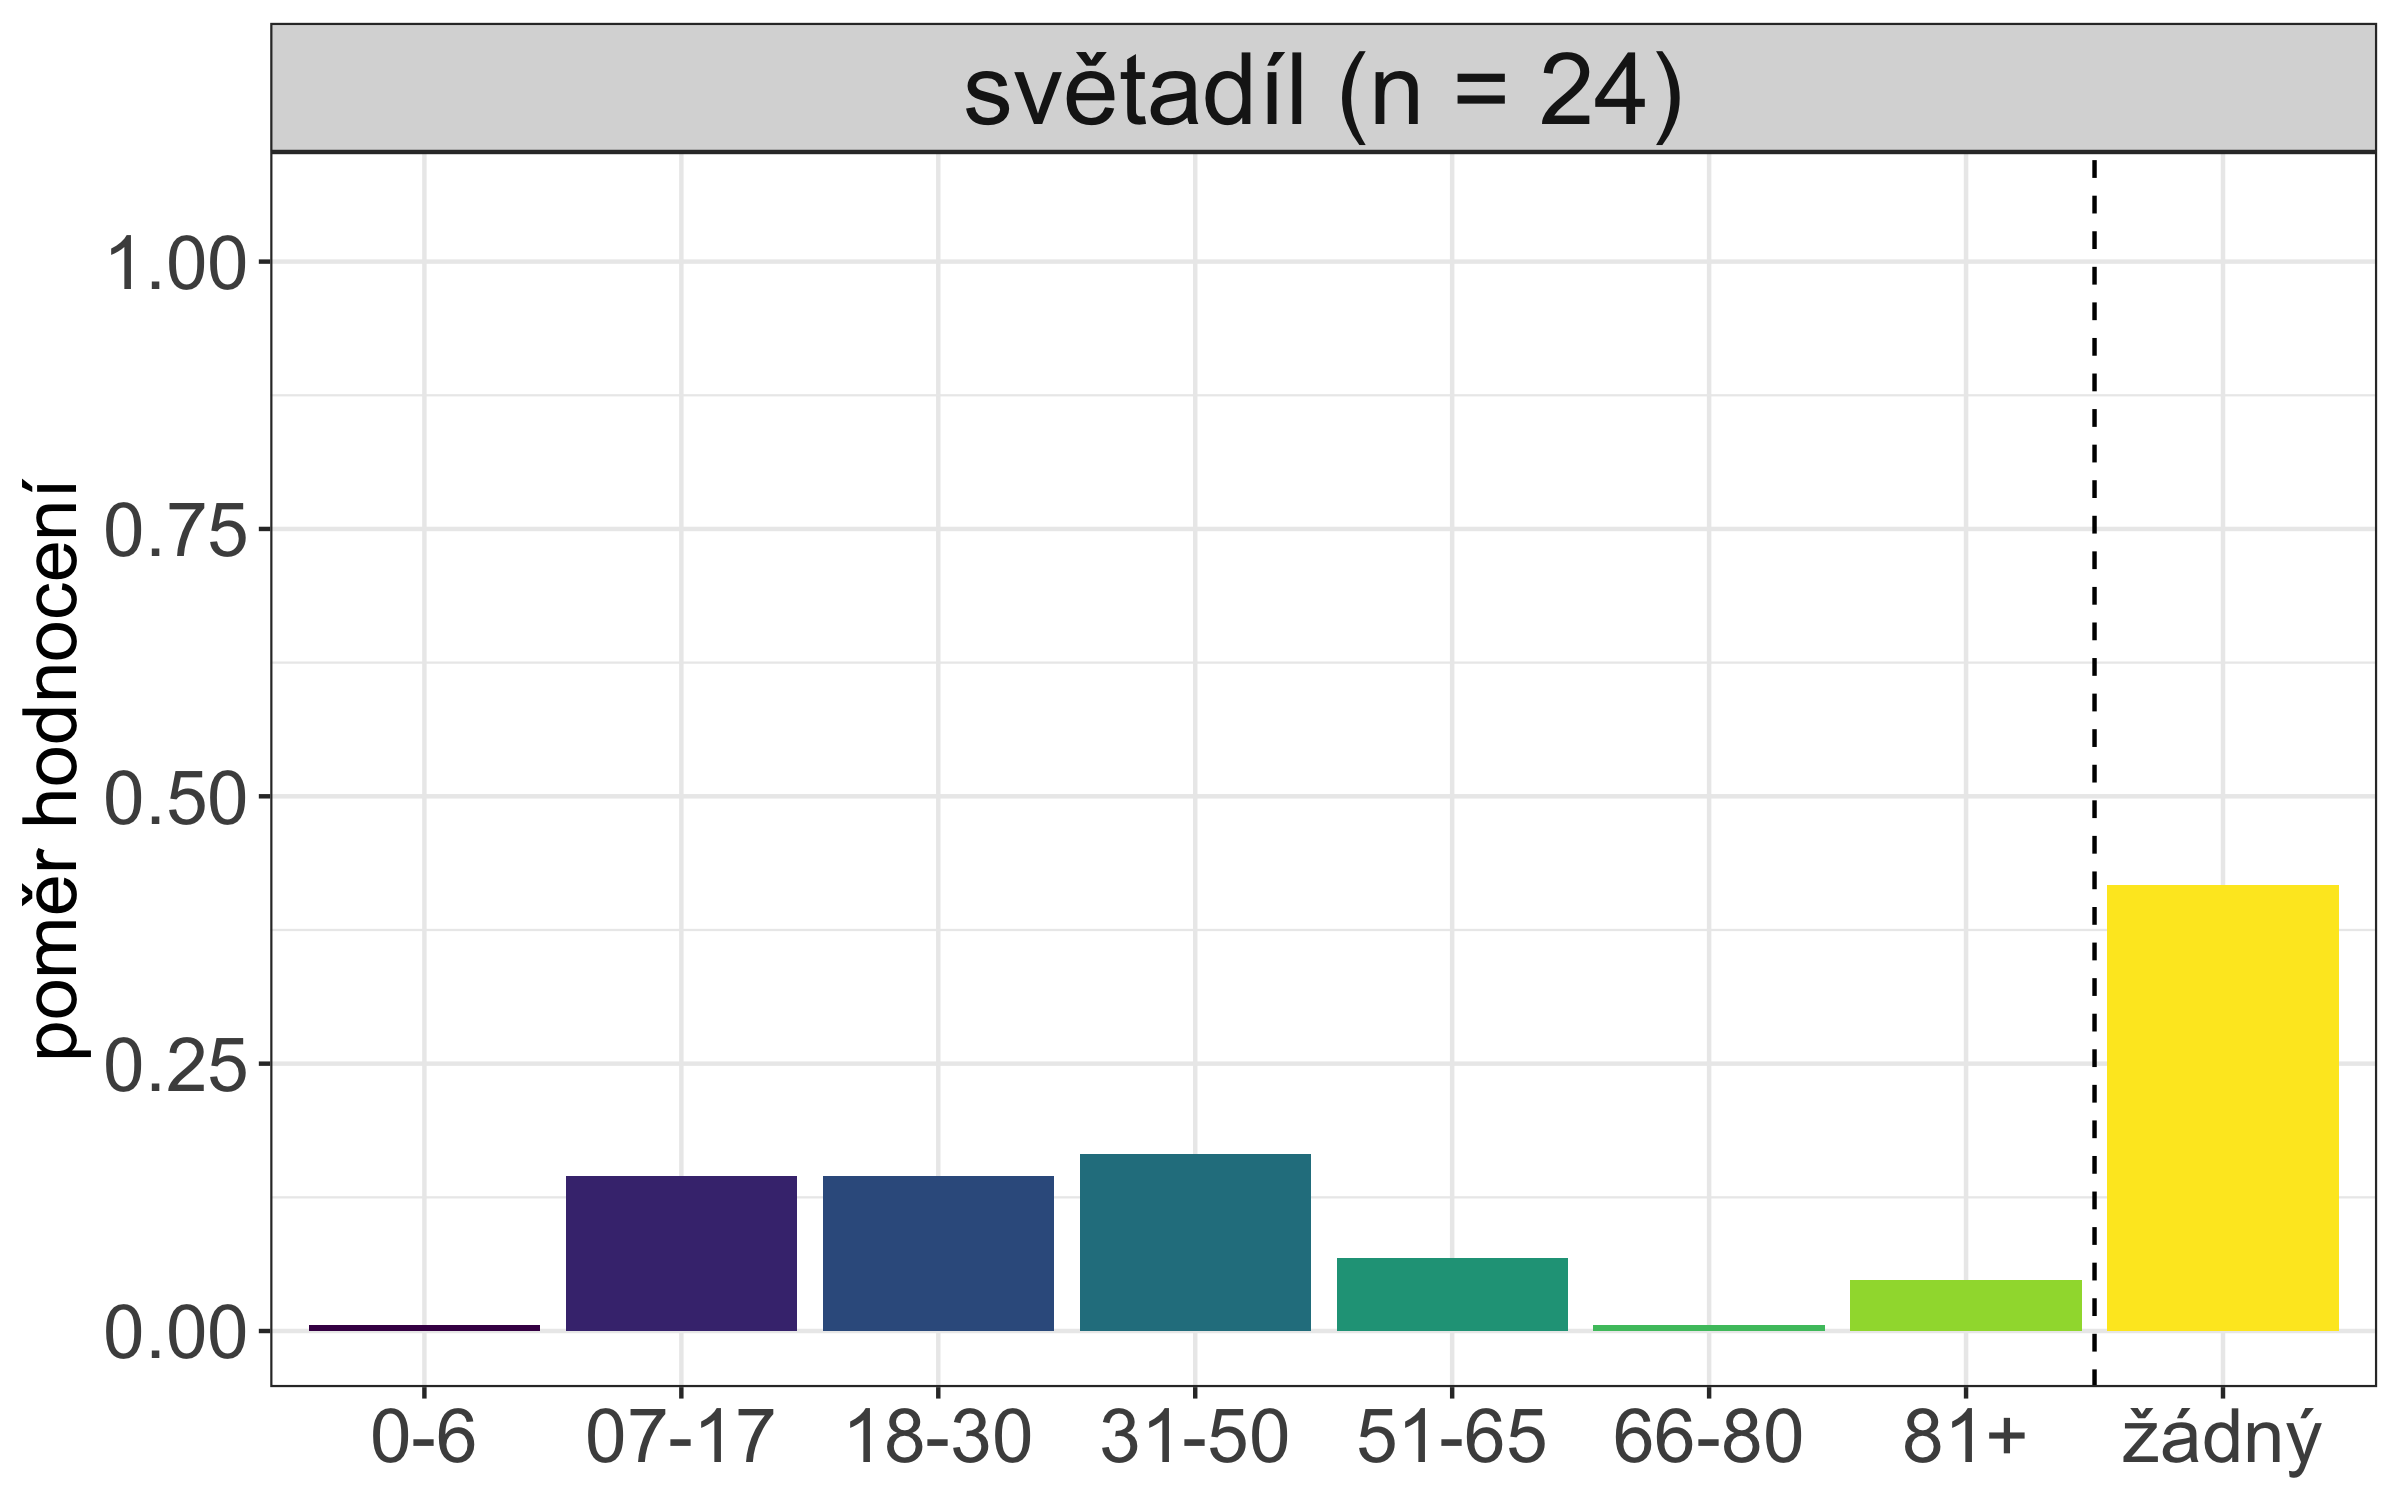 světadíl (n = 24)
poměr hodnocení
1.00
0.75
0.50
0.25
0.00
0-6 07-17 18-30 31-50 51-65 66-80 81+ žádný